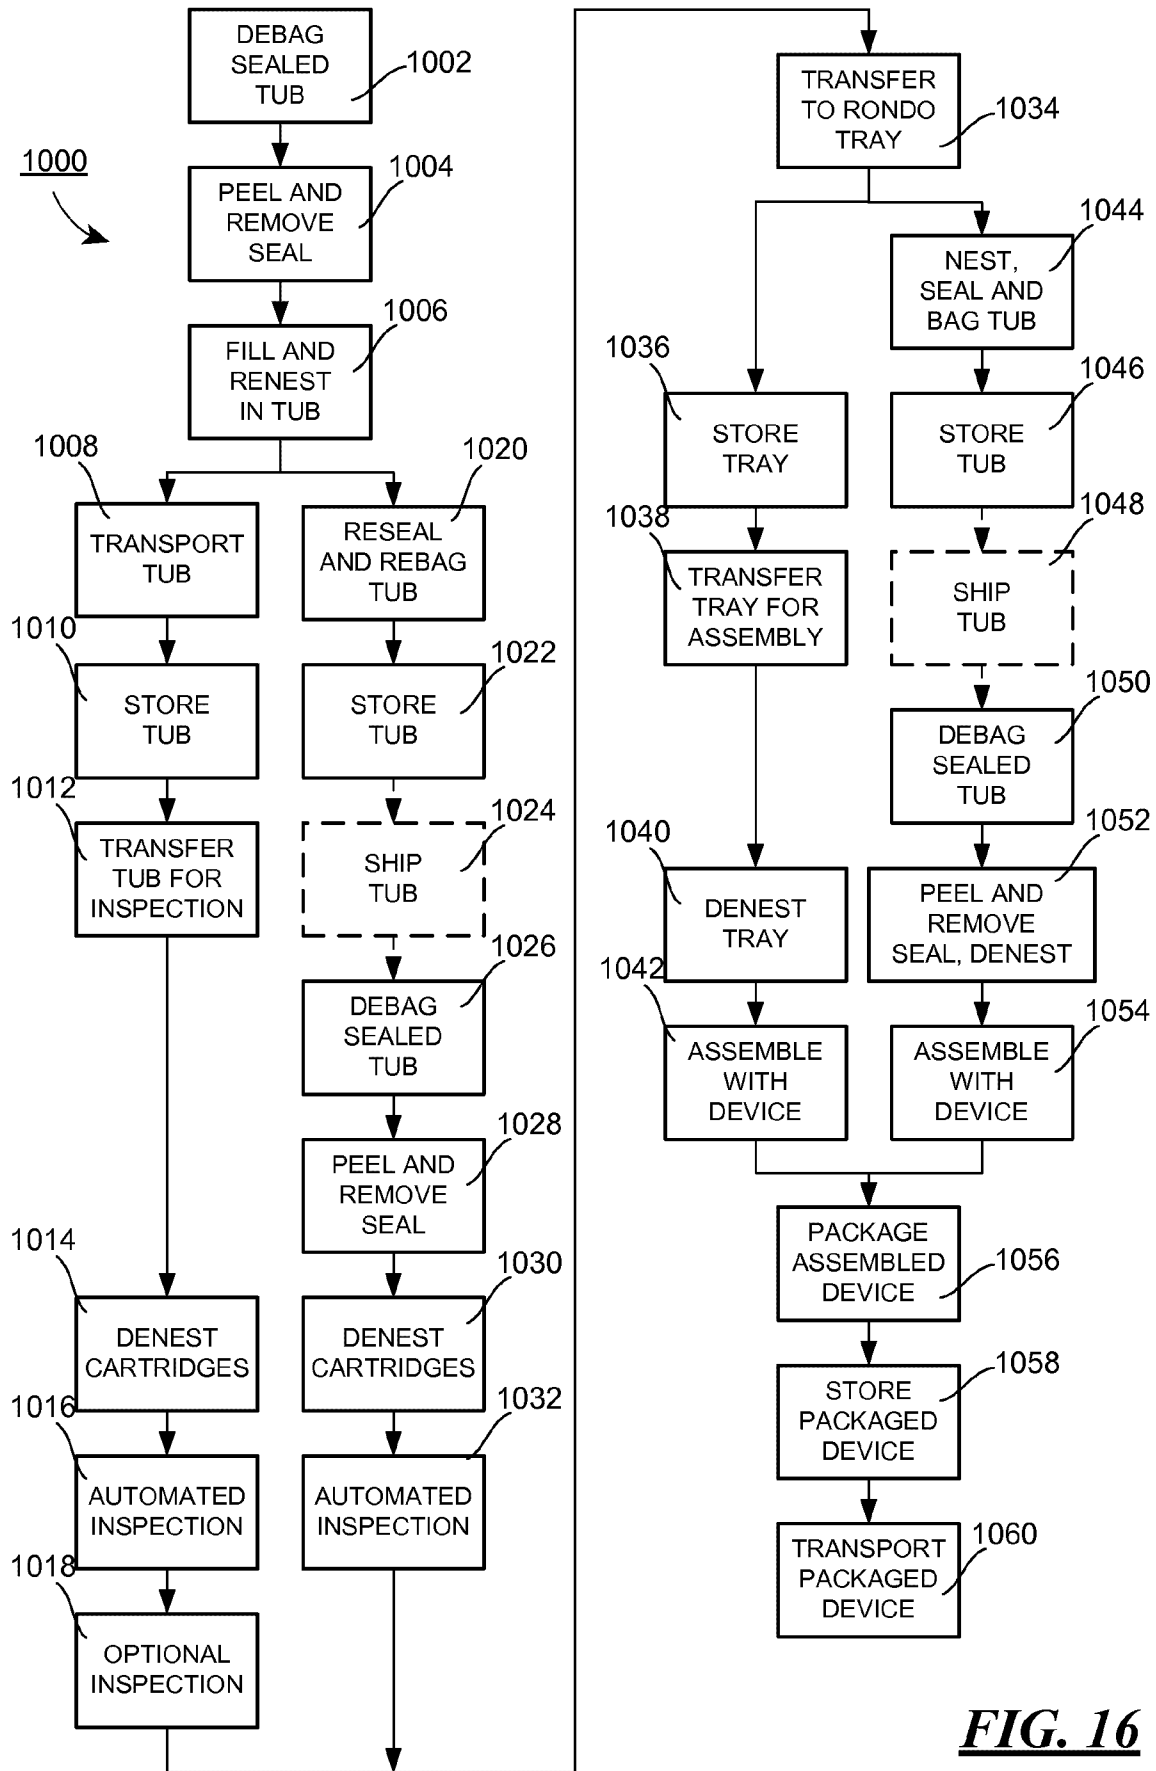 DEBAG
SEALED
TUB
1002
1000
PEEL AND
REMOVE
SEAL
1004
FILL AND
RENEST
IN TUB
1006
1008
TRANSPORT
TUB
1010
STORE
TUB
1012
TRANSFER
TUB FOR
INSPECTION
1014
DENEST
CARTRIDGES
1016
AUTOMATED
INSPECTION
1018
OPTIONAL
INSPECTION
1020
RESEAL
AND REBAG
TUB
1022
STORE
TUB
1024
SHIP
TUB
1026
DEBAG
SEALED
TUB
1028
PEEL AND
REMOVE
SEAL
1030
DENEST
CARTRIDGES
1032
AUTOMATED
INSPECTION
TRANSFER
TO RONDO
TRAY
1034
1036
STORE
TRAY
1038
TRANSFER
TRAY FOR
ASSEMBLY
1040
DENEST
TRAY
1042
ASSEMBLE
WITH
DEVICE
1044
NEST,
SEAL AND
BAG TUB
1046
STORE
TUB
1048
SHIP
TUB
1050
DEBAG
SEALED
TUB
1052
PEEL AND
REMOVE
SEAL, DENEST
1054
ASSEMBLE
WITH
DEVICE
PACKAGE
ASSEMBLED
DEVICE
1056
STORE
PACKAGED
DEVICE
1058
TRANSPORT
PACKAGED
DEVICE
1060
FIG. 16